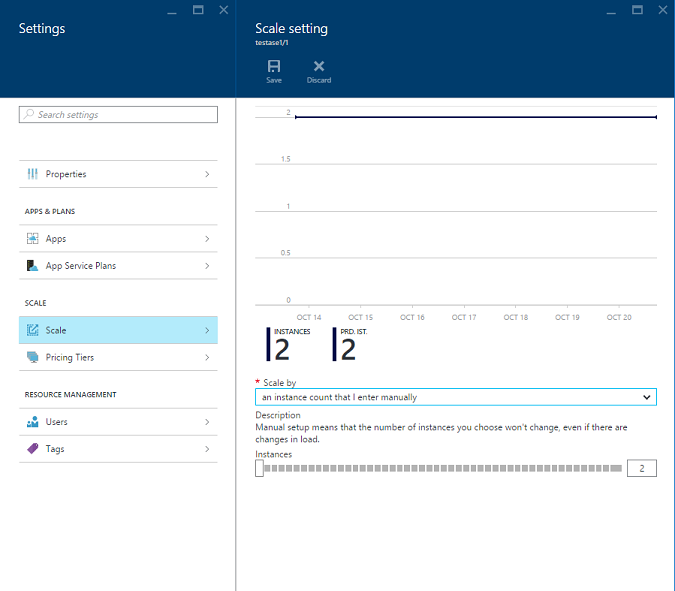 Settings
Search settings
Properties
APPS & PLANS
Apps
App Service Plans
SCALE
Scale
Pricing Tiers
RESOURCE MANAGEMENT
Users
Tags
Scale setting
testase1/1
Save Discard
2
1.5
1
0.5
0
OCT 14 OCT 15 OCT 16 OCT 17 OCT 18 OCT 19 OCT 20
INSTANCES PRD. IST.
2 2
* Scale by
an instance count that I enter manually
Description
Manual setup means that the number of instances you choose won't change, even if there are
changes in load.
Instances
2